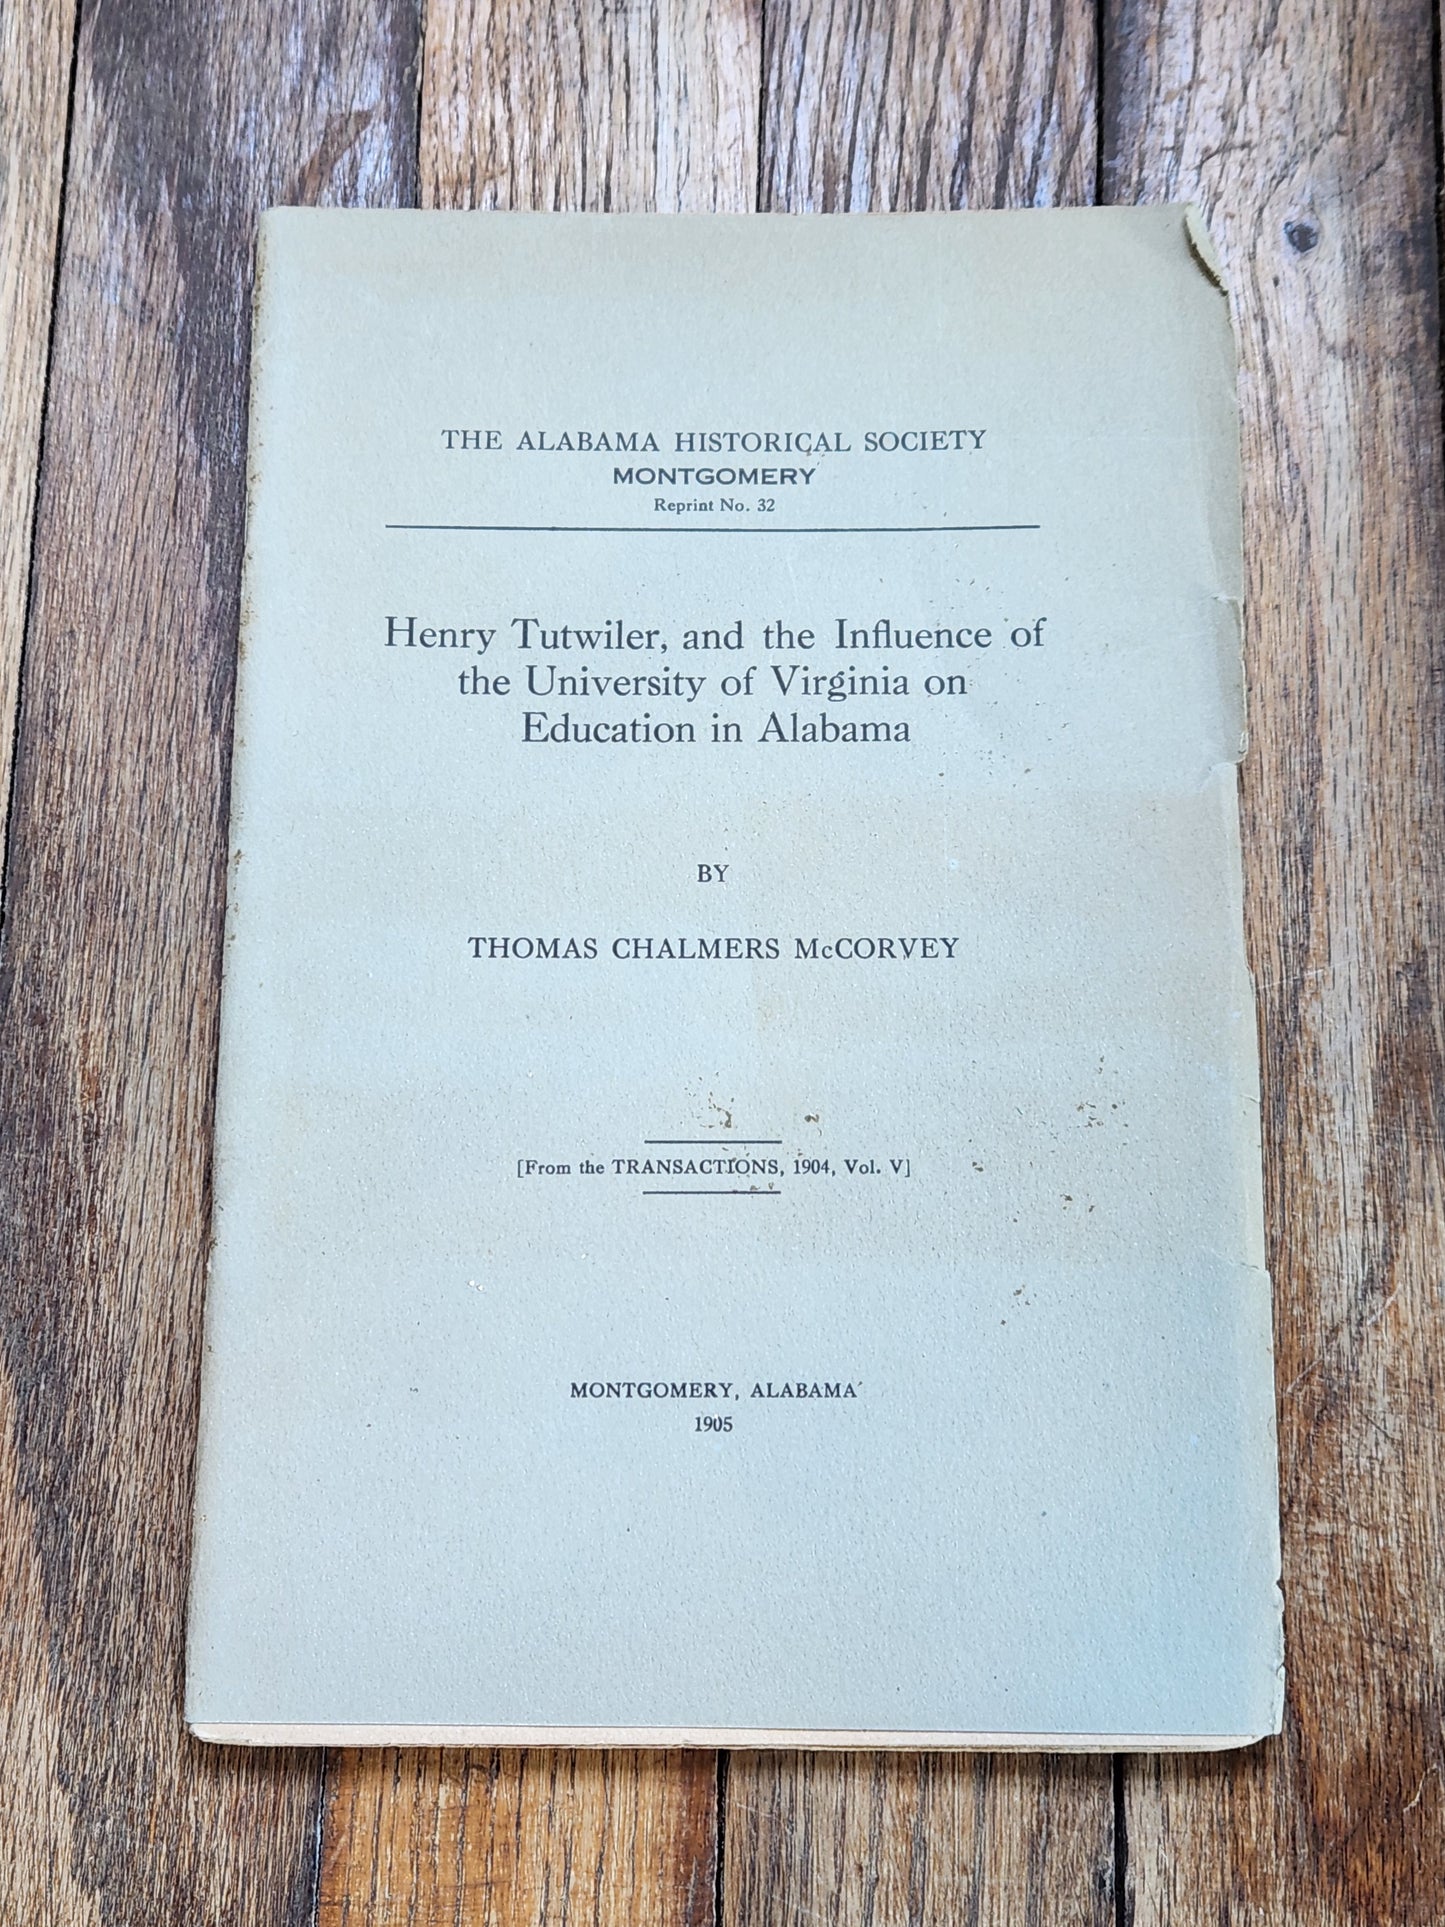 THE ALABAMA HISTORICAL SOCIETY
MONTGOMERY
Reprint No. 32
Henry Tutwiler, and the Influence of
the University of Virginia on
Education in Alabama
BY
THOMAS CHALMERS McCORVEY
[From the TRANSACTIONS, 1904, Vol. V]
MONTGOMERY, ALABAMA
1905